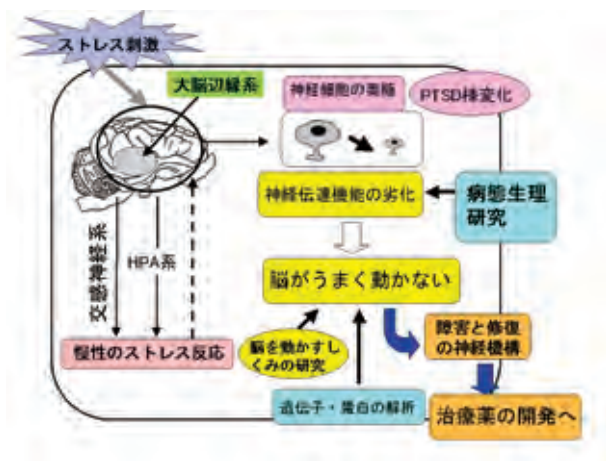 ストレス刺激
大脳辺縁系
神経細胞の萎縮
PTSD様変化
神経伝達機能の劣化
病態生理
研究
交感神経系
HPA系
脳がうまく動かない
慢性のストレス反応
脳を動かすし
くみの研究
障害と修復
の神経機構
遺伝子・蛋白の解析
治療薬の開発へ